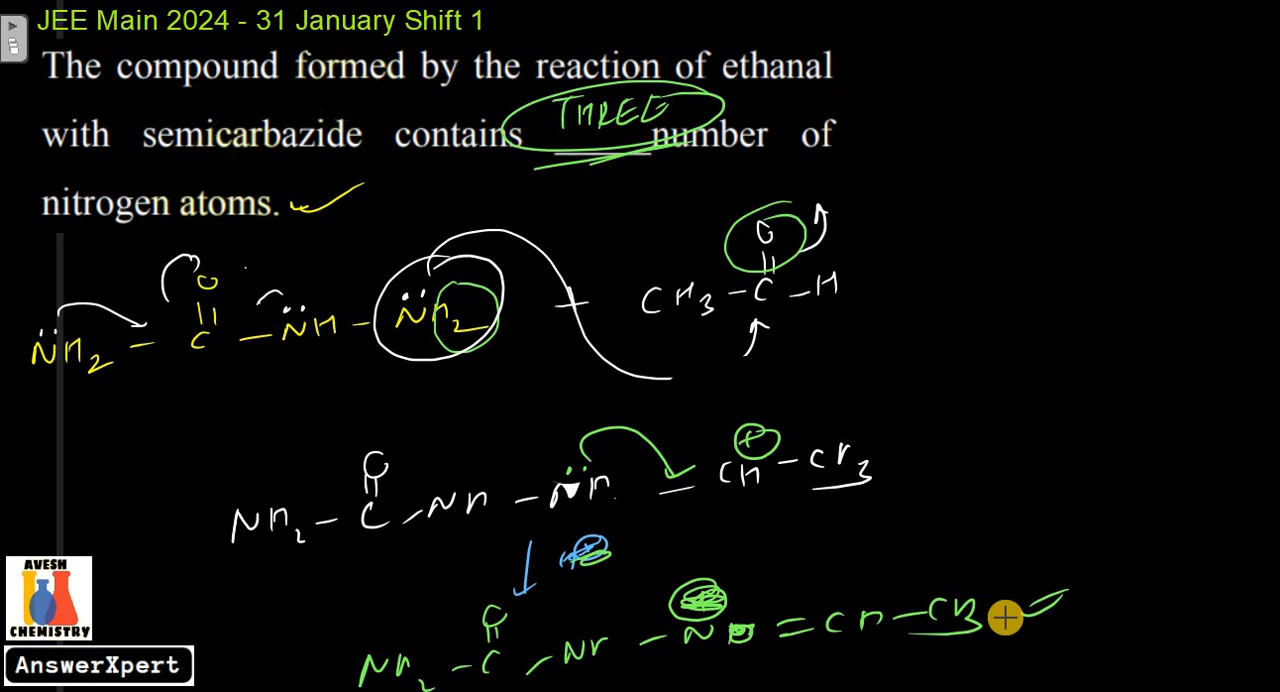 JEE Main 2024 - 31 January Shift 1
The compound formed by the reaction of ethanal
with semicarbazide contains THREE number of
nitrogen atoms.
O O
NH2 - C - NH - NH2 + CH3 - C - H
O +
NH2 - C - NH - NH - CH - CH3
H+
O
NH2 - C - NH - N = CH - CH3
AVESH
CHEMISTRY
AnswerXpert